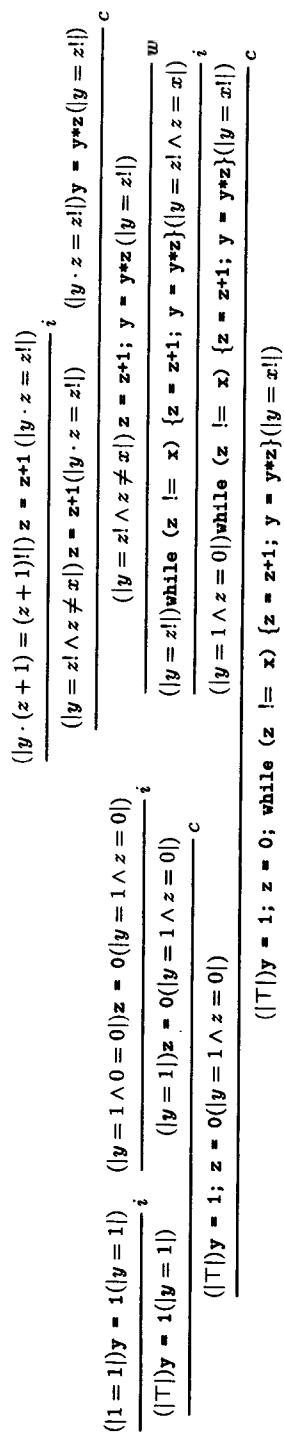 (|y · (z + 1) = (z + 1)!|) z = z+1 (|y · z = z!|)
i
(|y = z! ∧ z ≠ x|) z = z+1 (|y · z = z!|)
(|y · z = z!|) y = y*z (|y = z!|)
c
(|1 = 1|) y = 1 (|y = 1|)
i
(|y = 1 ∧ 0 = 0|) z = 0 (|y = 1 ∧ z = 0|)
i
(|y = z! ∧ z ≠ x|) z = z+1; y = y*z (|y = z!|)
w
(|⊤|) y = 1 (|y = 1|)
(|y = 1|) z = 0 (|y = 1 ∧ z = 0|)
c
(|y = z!|) while (z != x) {z = z+1; y = y*z} (|y = z! ∧ z = x|)
i
(|⊤|) y = 1; z = 0 (|y = 1 ∧ z = 0|)
(|y = 1 ∧ z = 0|) while (z != x) {z = z+1; y = y*z} (|y = x!|)
c
(|⊤|) y = 1; z = 0; while (z != x) {z = z+1; y = y*z} (|y = x!|)